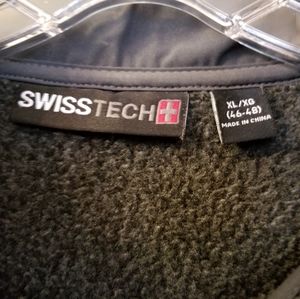 SWISSTECH
XL/XG
(46-48)
MADE IN CHINA